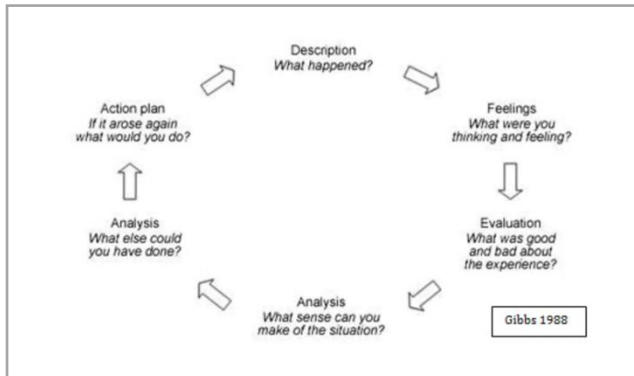 Description
What happened?
Feelings
What were you
thinking and feeling?
Evaluation
What was good
and bad about
the experience?
Analysis
What sense can you
make of the situation?
Analysis
What else could
you have done?
Action plan
If it arose again
what would you do?
Gibbs 1988